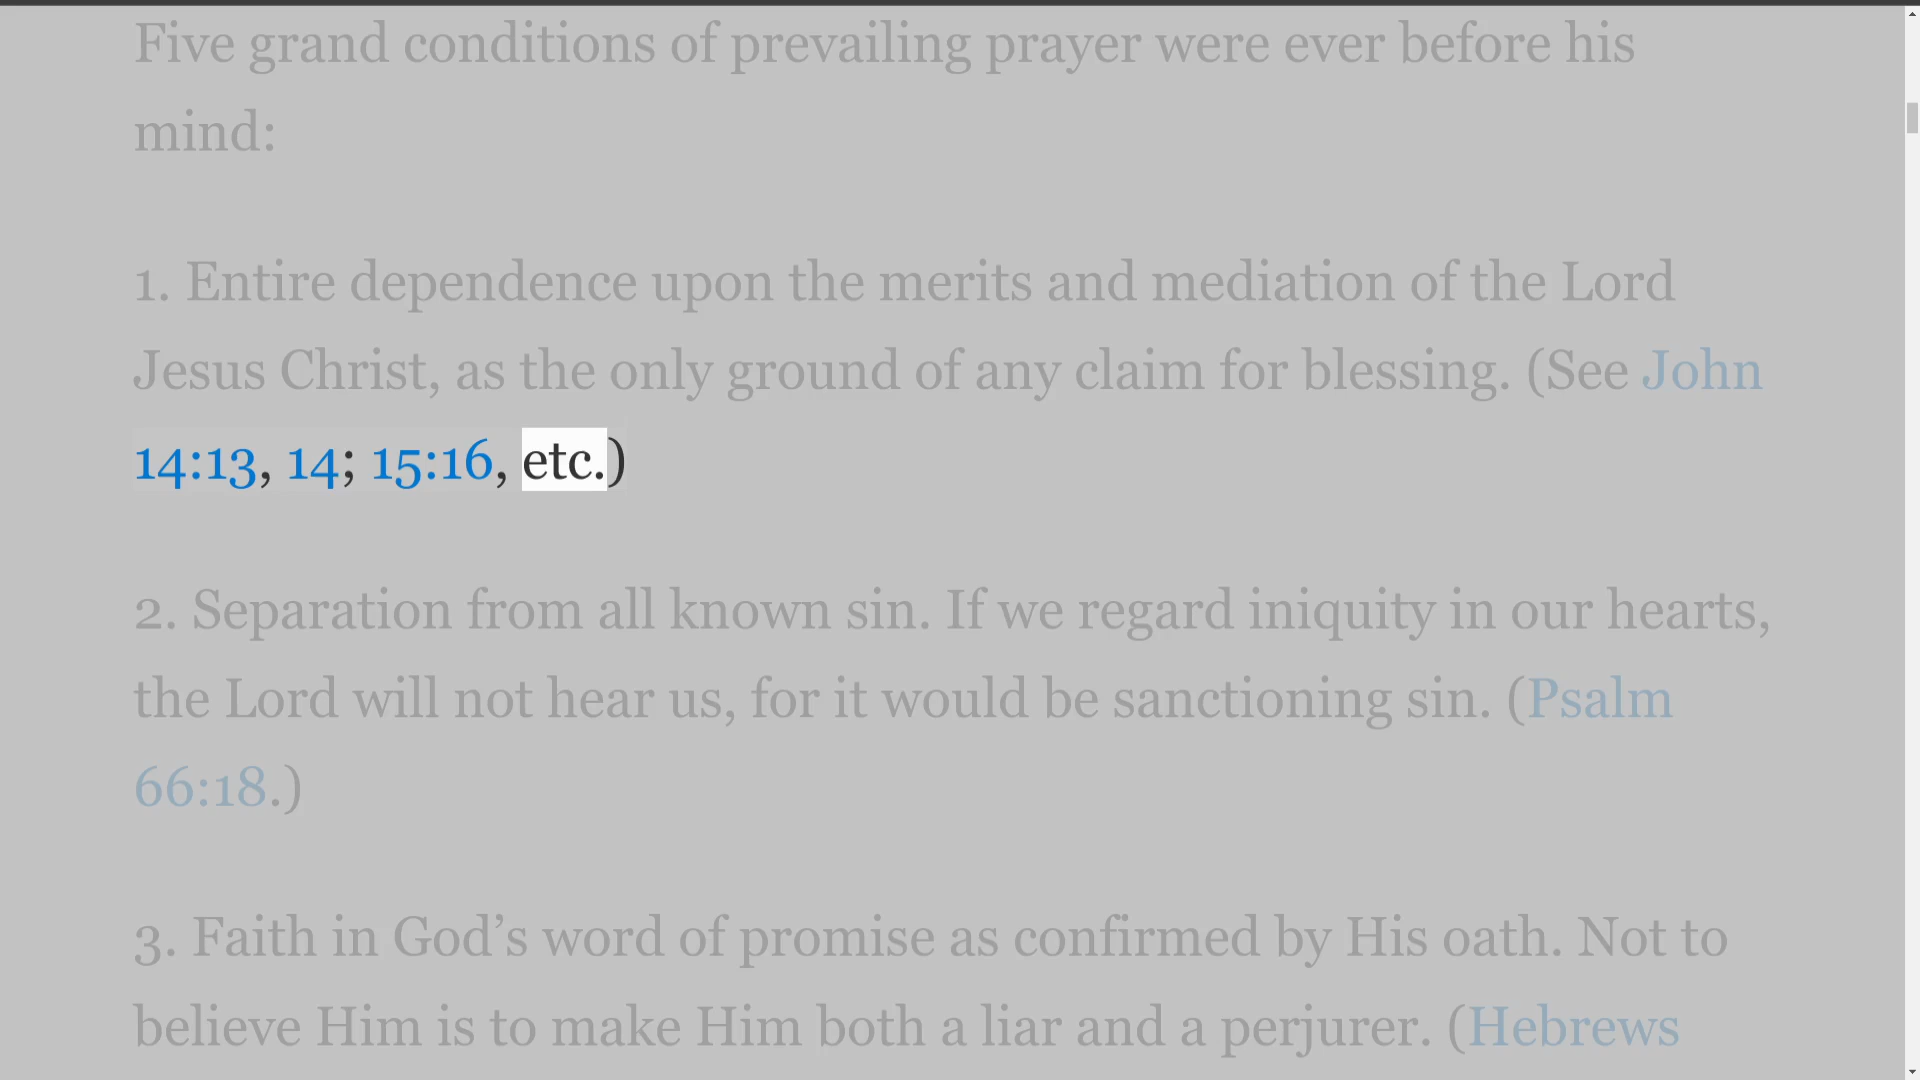 Five grand conditions of prevailing prayer were ever before his
mind:
1. Entire dependence upon the merits and mediation of the Lord
Jesus Christ, as the only ground of any claim for blessing. (See John
14:13, 14; 15:16, etc.)
2. Separation from all known sin. If we regard iniquity in our hearts,
the Lord will not hear us, for it would be sanctioning sin. (Psalm
66:18.)
3. Faith in God’s word of promise as confirmed by His oath. Not to
believe Him is to make Him both a liar and a perjurer. (Hebrews